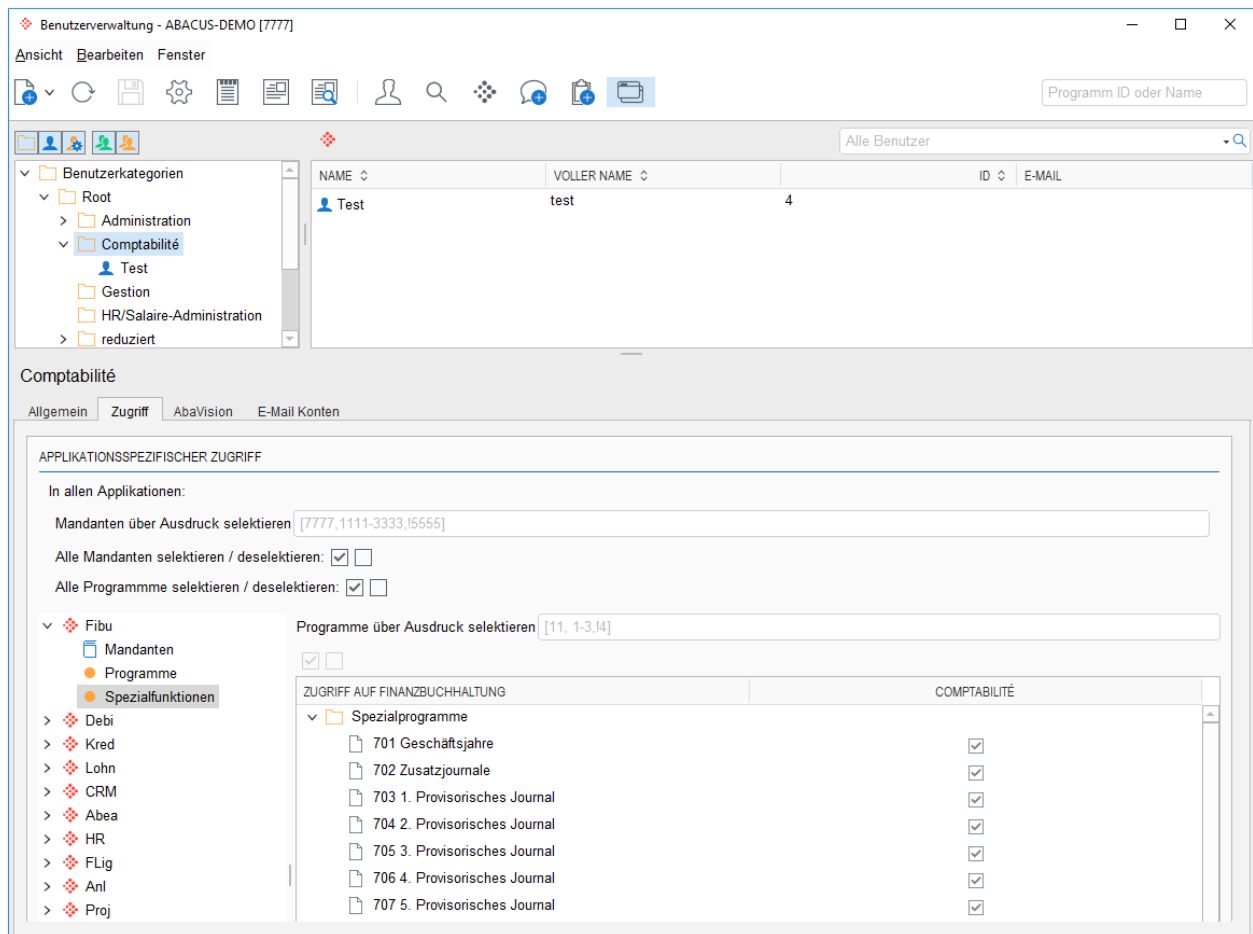 Benutzerverwaltung - ABACUS-DEMO [7777]
Ansicht Bearbeiten Fenster
Programm ID oder Name
Alle Benutzer
Benutzerkategorien
Root
Administration
Comptabilité
Test
Gestion
HR/Salaire-Administration
reduziert
NAME VOLLER NAME ID E-MAIL
Test test 4
Comptabilité
Allgemein Zugriff AbaVision E-Mail Konten
APPLIKATIONSSPEZIFISCHER ZUGRIFF
In allen Applikationen:
Mandanten über Ausdruck selektieren [7777,1111-3333,!5555]
Alle Mandanten selektieren / deselektieren:
Alle Programmme selektieren / deselektieren:
Fibu
Mandanten
Programme
Spezialfunktionen
Debi
Kred
Lohn
CRM
Abea
HR
FLig
Anl
Proj
Programme über Ausdruck selektieren [11, 1-3,!4]
ZUGRIFF AUF FINANZBUCHHALTUNG COMPTABILITÉ
Spezialprogramme
701 Geschäftsjahre
702 Zusatzjournale
703 1. Provisorisches Journal
704 2. Provisorisches Journal
705 3. Provisorisches Journal
706 4. Provisorisches Journal
707 5. Provisorisches Journal